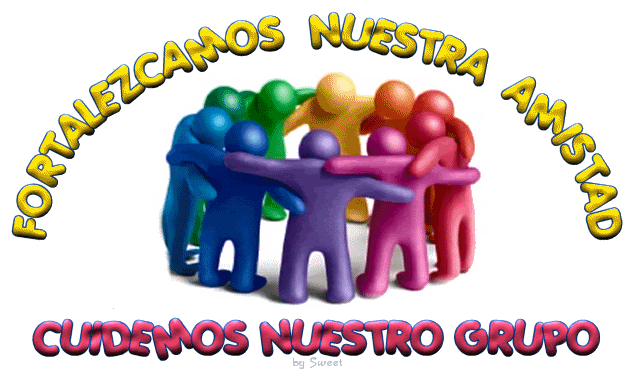 FORTALEZCAMOS NUESTRA AMISTAD
CUIDEMOS NUESTRO GRUPO
by Sweet